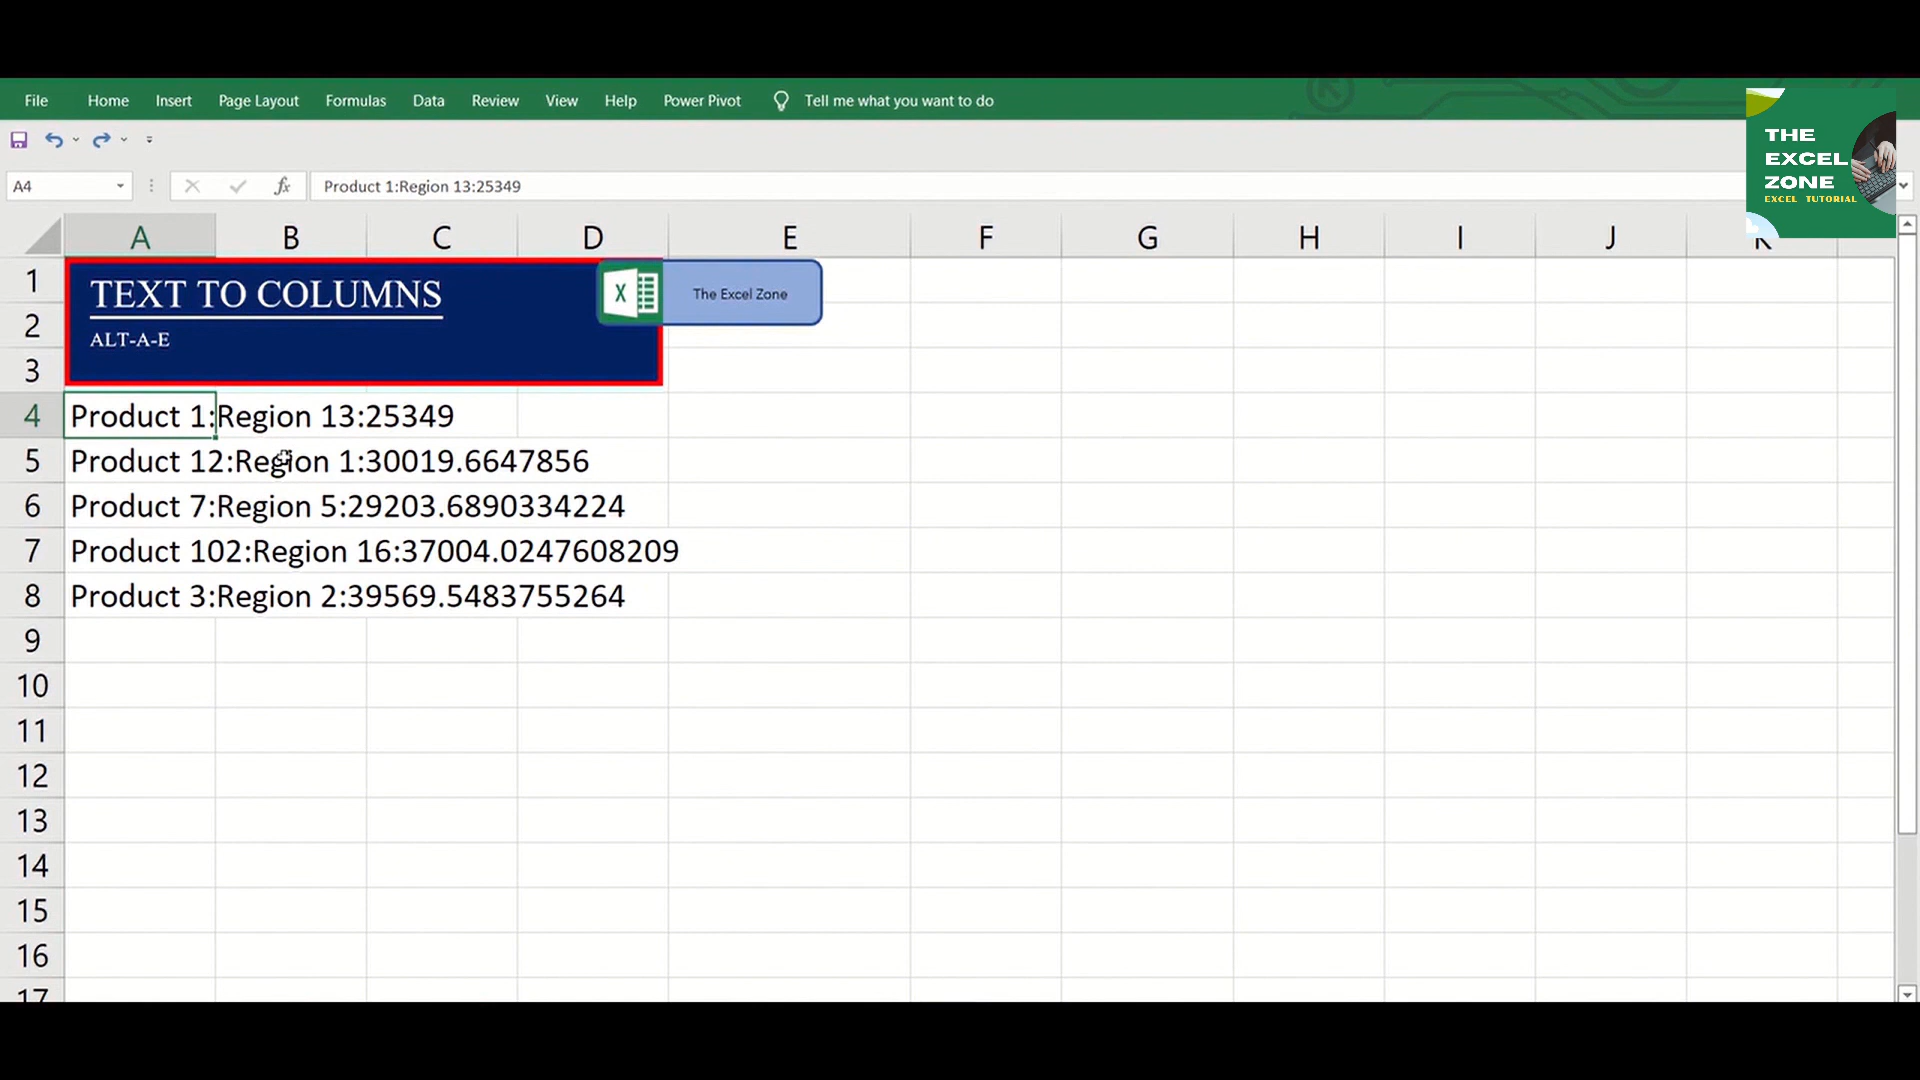 File Home Insert Page Layout Formulas Data Review View Help Power Pivot Tell me what you want to do
THE
EXCEL
ZONE
EXCEL TUTORIAL
A4 fx Product 1:Region 13:25349
A B C D E F G H I J K
1
TEXT TO COLUMNS
The Excel Zone
2
ALT-A-E
3
4 Product 1:Region 13:25349
5 Product 12:Region 1:30019.6647856
6 Product 7:Region 5:29203.6890334224
7 Product 102:Region 16:37004.0247608209
8 Product 3:Region 2:39569.5483755264
9
10
11
12
13
14
15
16
17